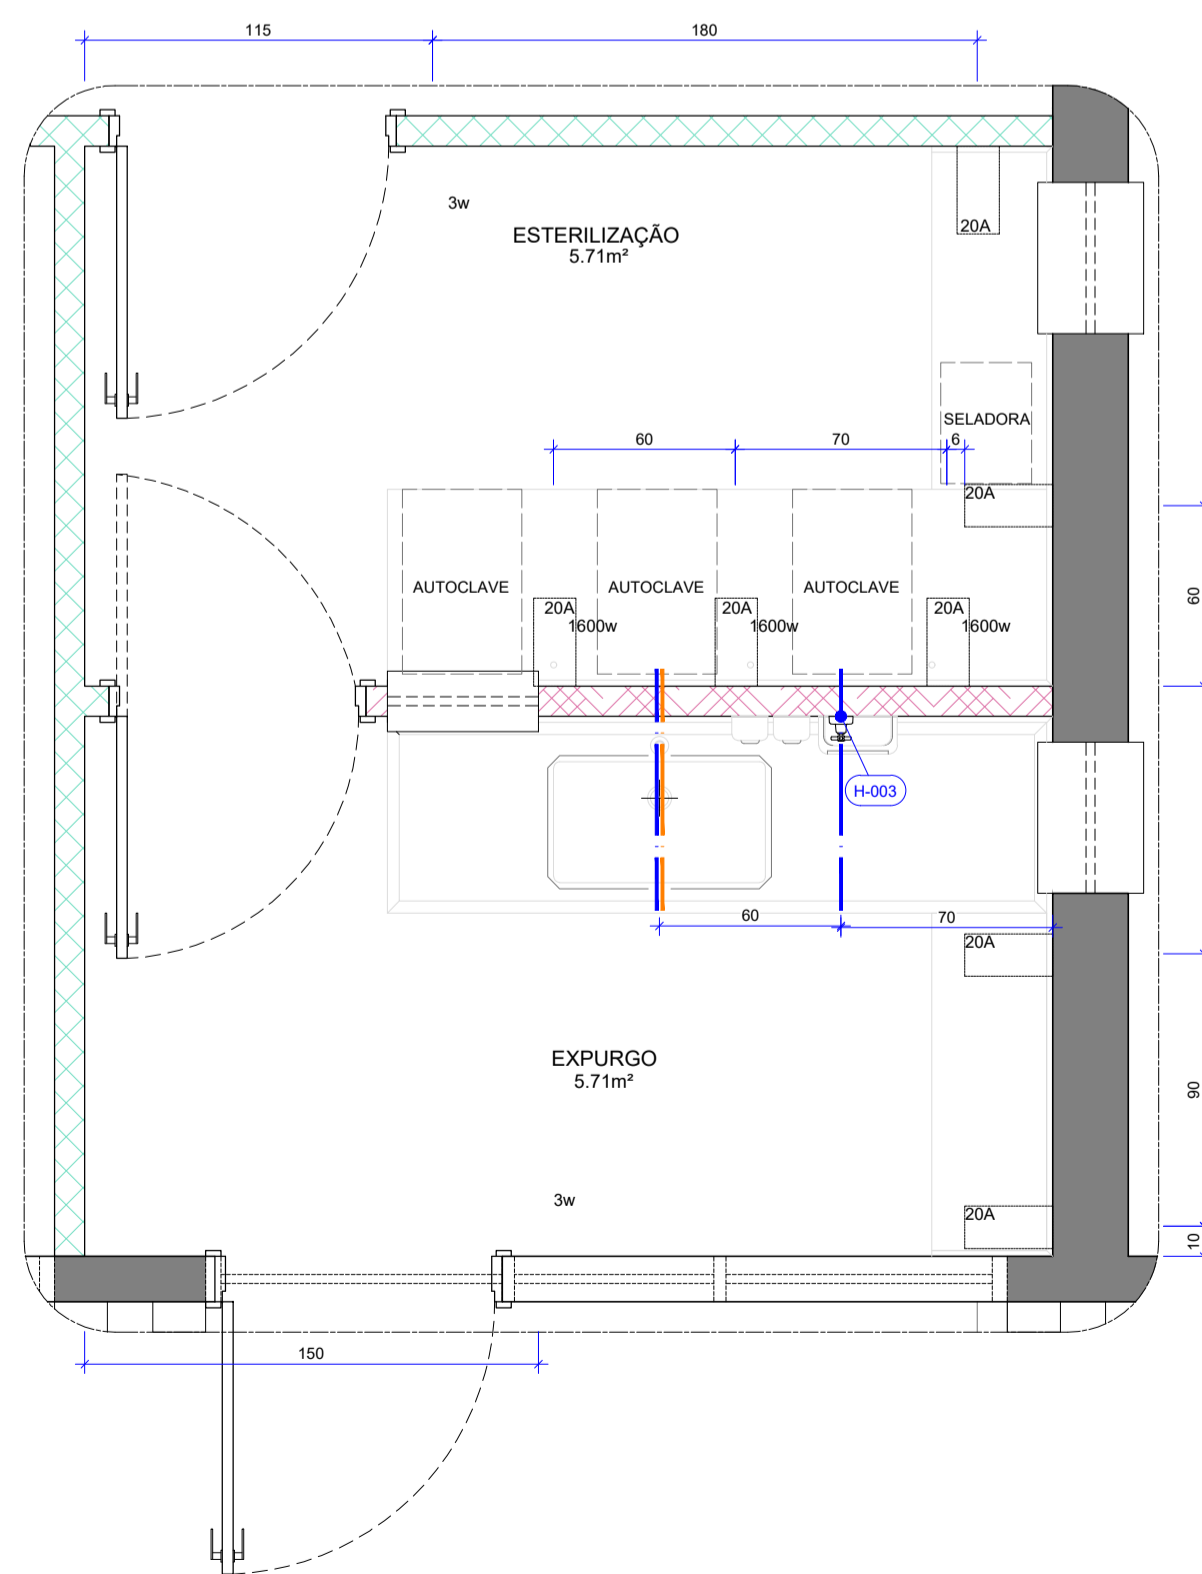 115
180
3w
ESTERILIZAÇÃO
5.71m²
20A
SELADORA
60
70
6
20A
AUTOCLAVE
AUTOCLAVE
AUTOCLAVE
60
20A
20A
20A
1600w
1600w
1600w
H-003
60
70
20A
EXPURGO
5.71m²
90
3w
20A
10
150